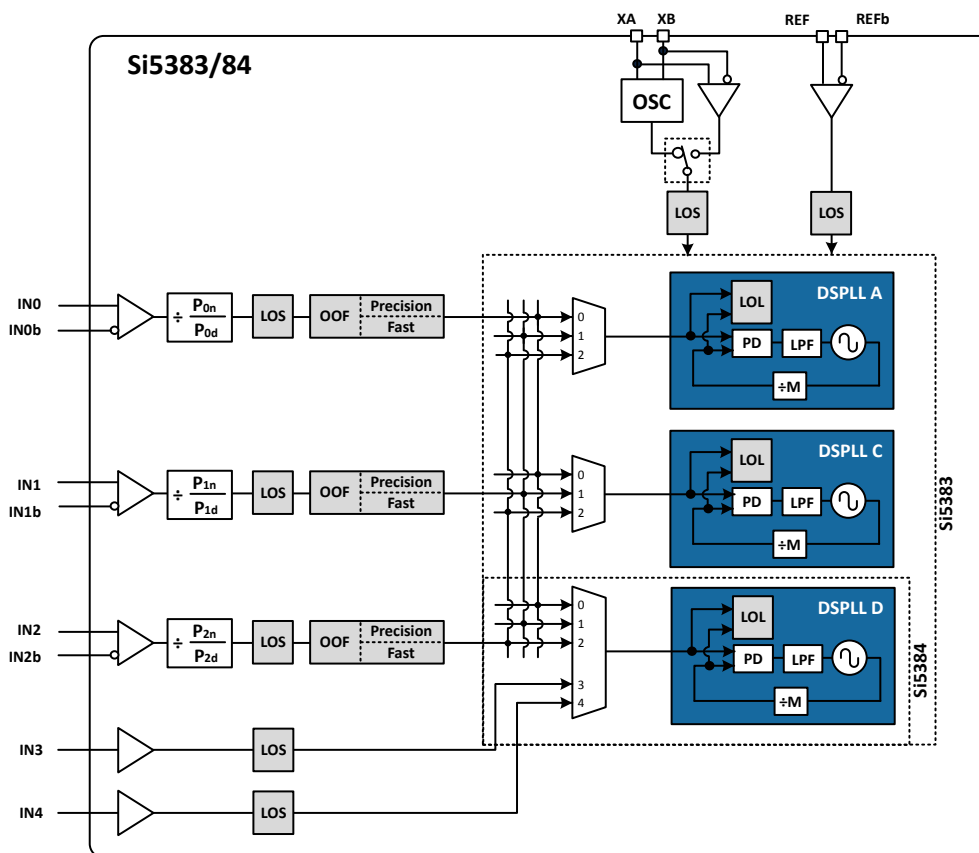 XA XB REF REFb
Si5383/84
OSC
LOS LOS
DSPLL A
LOL
PD LPF
÷M
IN0
IN0b
÷ P0n
P0d
LOS OOF Precision
Fast
0
1
2
DSPLL C
LOL
PD LPF
÷M
IN1
IN1b
÷ P1n
P1d
LOS OOF Precision
Fast
0
1
2
Si5383
DSPLL D
LOL
PD LPF
÷M
IN2
IN2b
÷ P2n
P2d
LOS OOF Precision
Fast
0
1
2
3
4
Si5384
IN3 LOS
IN4 LOS